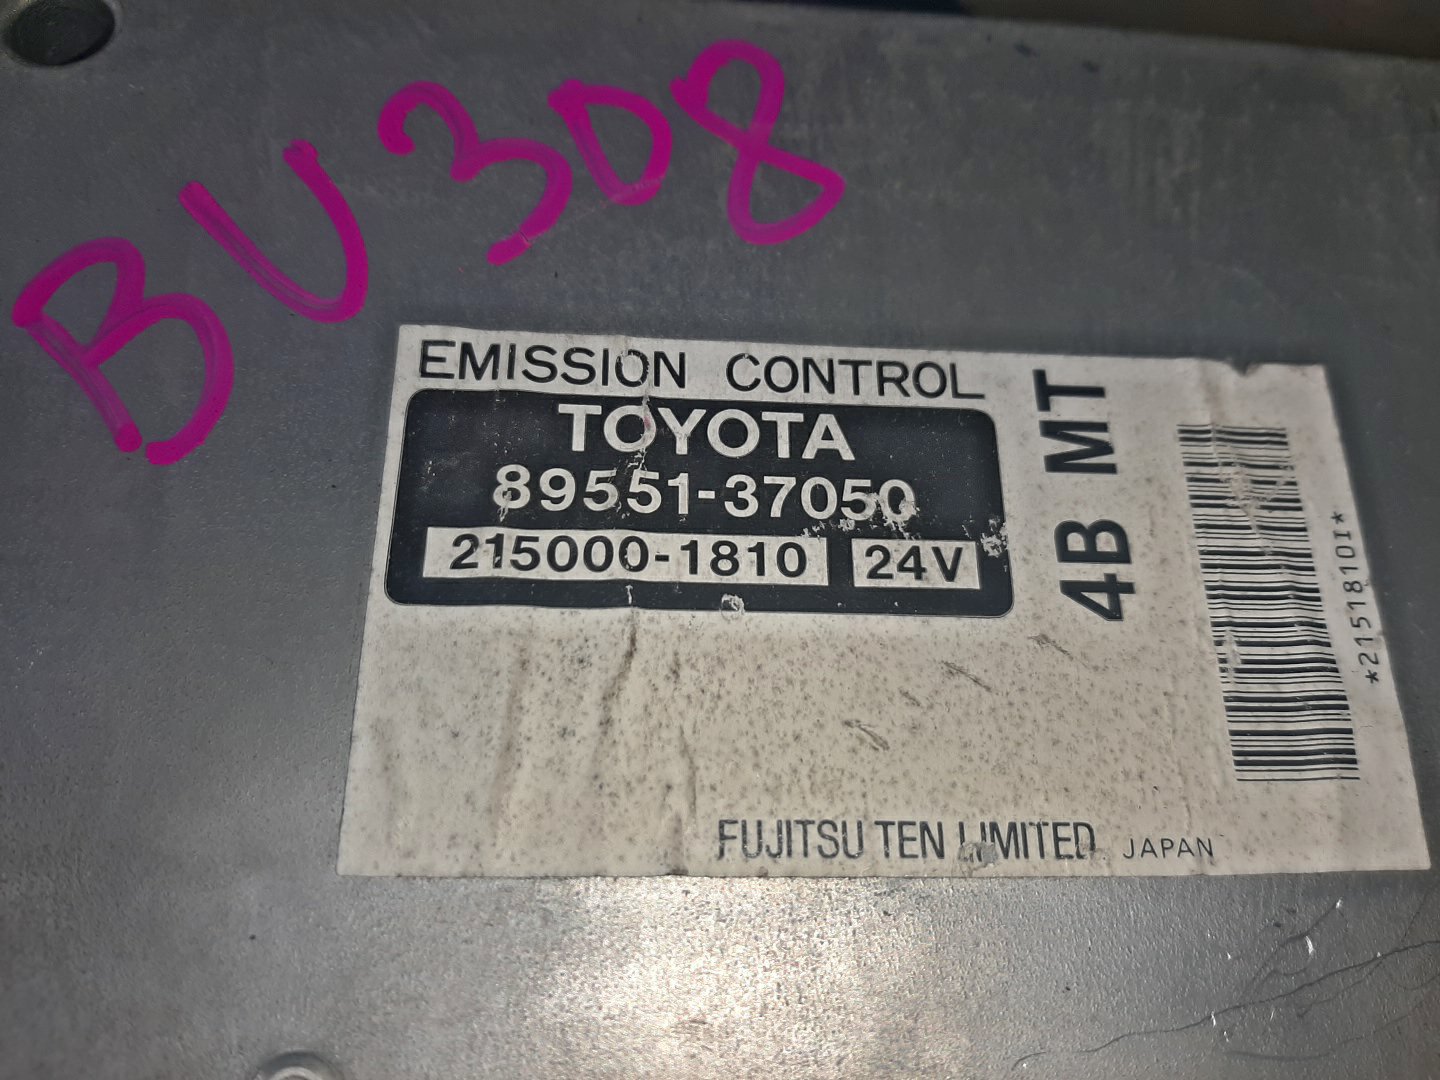 BU308
EMISSION CONTROL
TOYOTA
89551-37050
215000-1810 24V
4B MT
*2151810I*
FUJITSU TEN LIMITED JAPAN